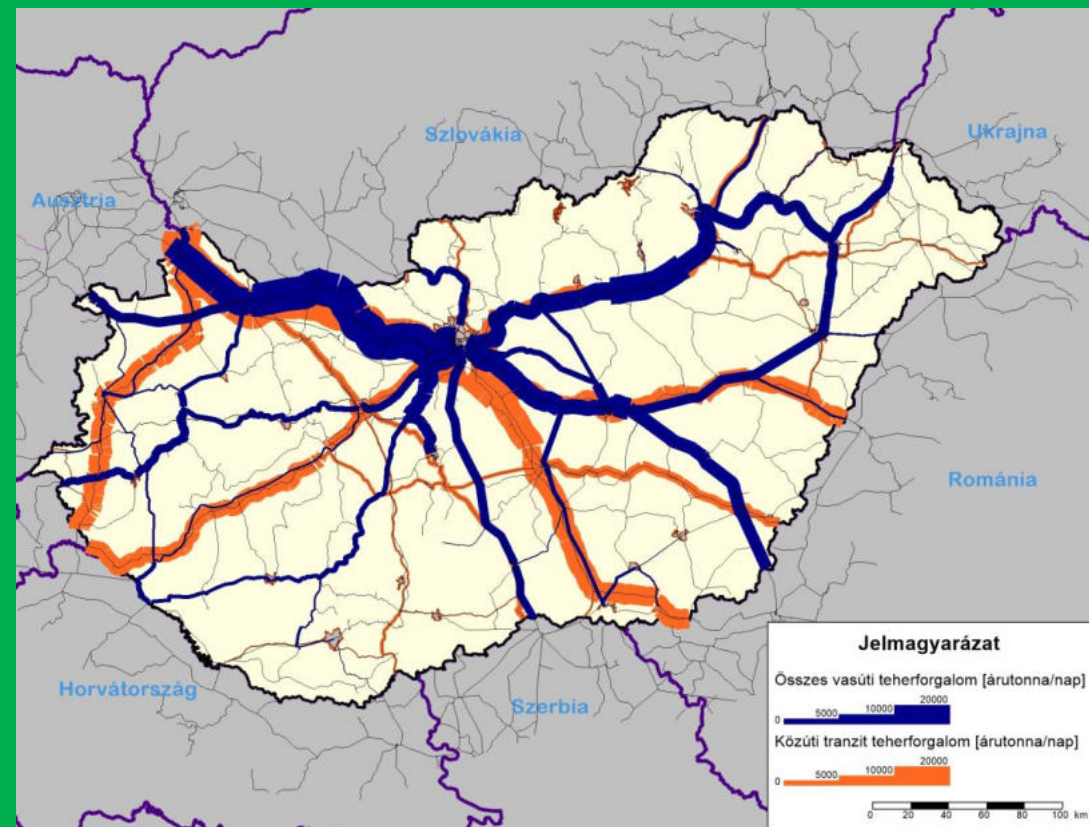 Szlovákia
Ukrajna
Ausztria
Románia
Horvátország
Szerbia
Jelmagyarázat
Összes vasúti teherforgalom [árutonna/nap]
0 5000 10000 20000
Közúti tranzit teherforgalom [árutonna/nap]
0 5000 10000 20000
0 20 40 60 80 100 km